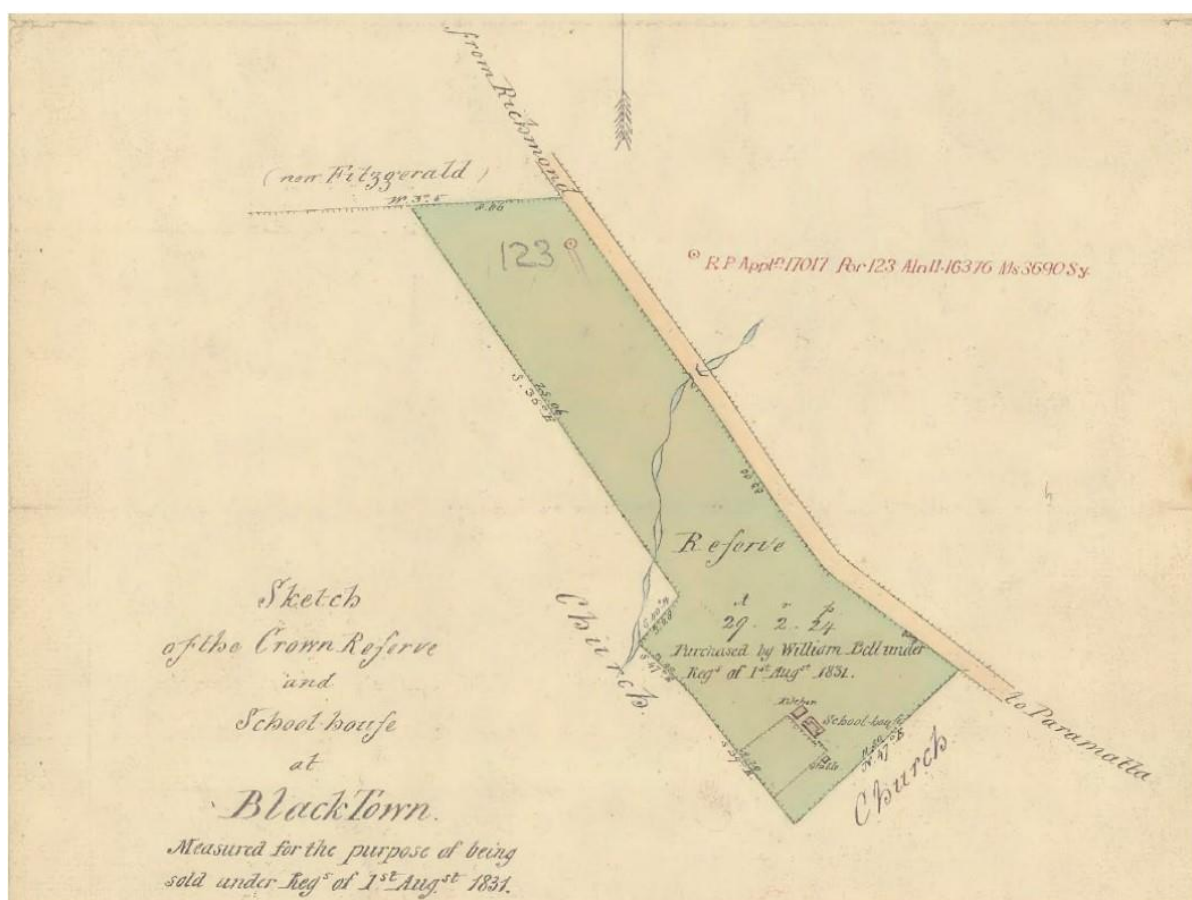 from Richmond
(now Fitzgerald)
123
R.P. Appln 17017 Por 123 Aln 11·16376 Ms 3690 Sy.
Reserve
A r p
29 . 2 . 24
Purchased by William Bell under
Regs of 1st Augst 1831.
Kitchen
School-house
Stable
Church.
Church
to Paramatta
Sketch
of the Crown Reserve
and
School-house
at
Black Town.
Measured for the purpose of being
sold under Regs of 1st Augst 1831.